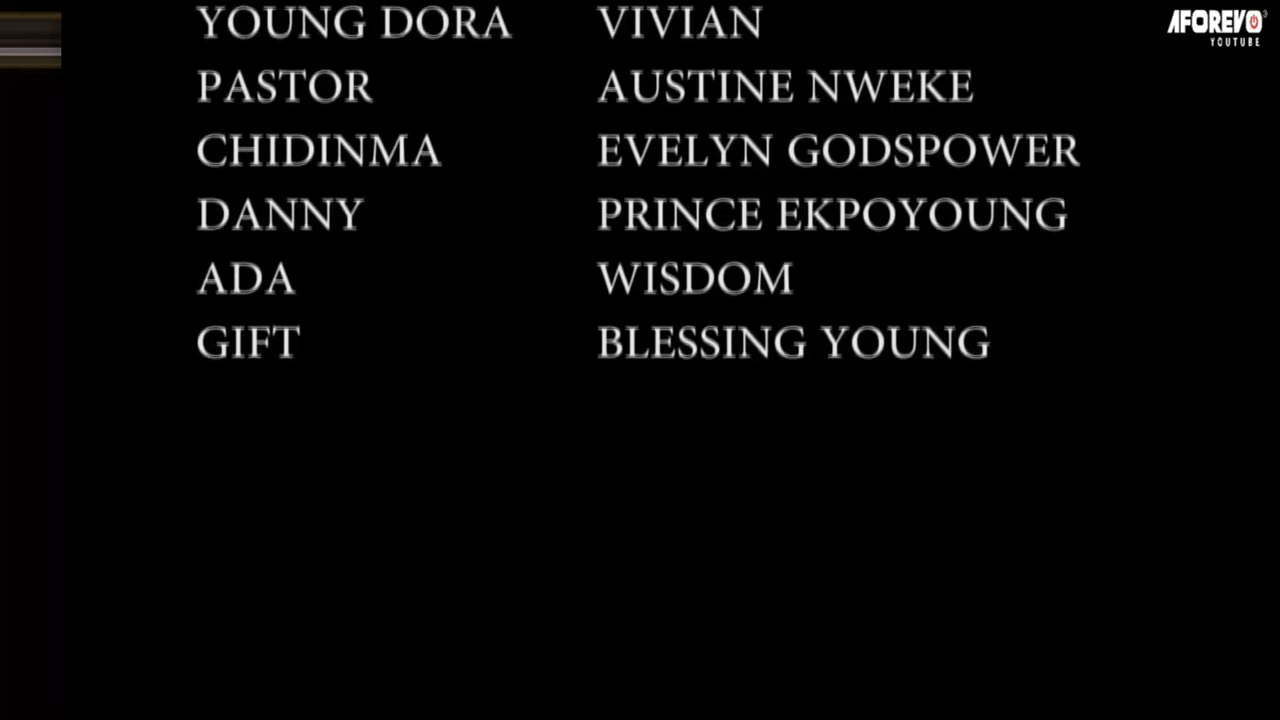 YOUNG DORA VIVIAN
PASTOR AUSTINE NWEKE
CHIDINMA EVELYN GODSPOWER
DANNY PRINCE EKPOYOUNG
ADA WISDOM
GIFT BLESSING YOUNG
AFOREVO
YOUTUBE